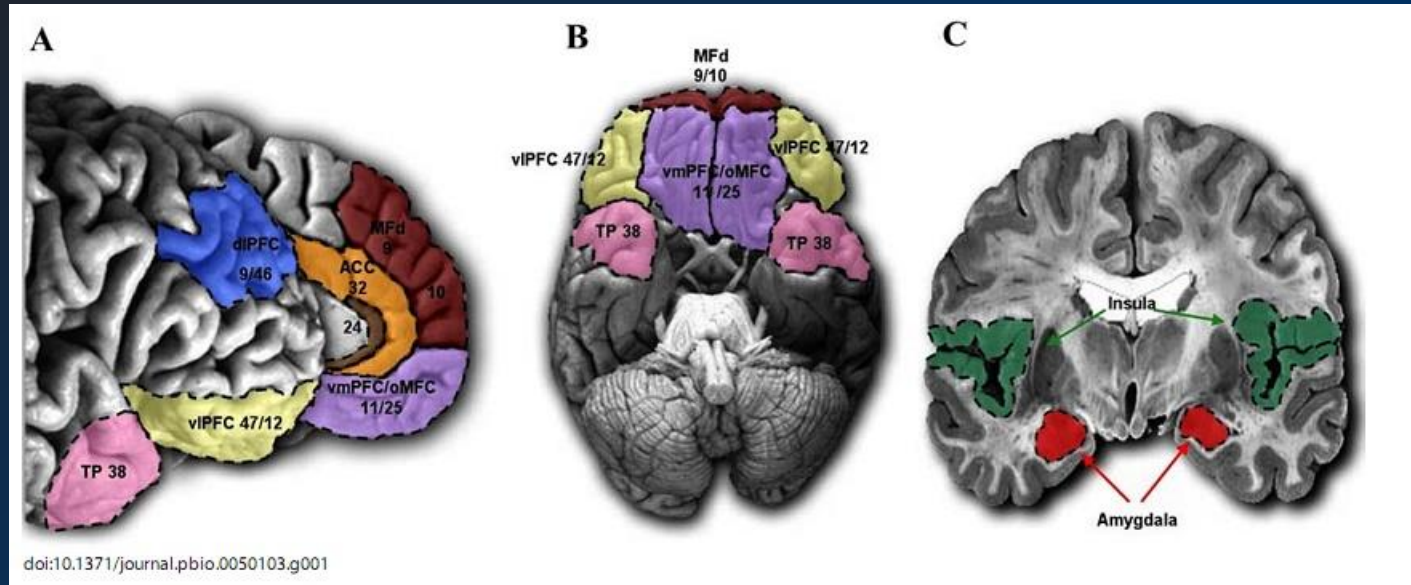 A
B
C
MFd
9/10
vlPFC 47/12
vlPFC 47/12
vmPFC/oMFC
11/25
TP 38
TP 38
dlPFC
9/46
MFd
9
ACC
32
10
24
vmPFC/oMFC
11/25
vlPFC 47/12
TP 38
Insula
Amygdala
doi:10.1371/journal.pbio.0050103.g001